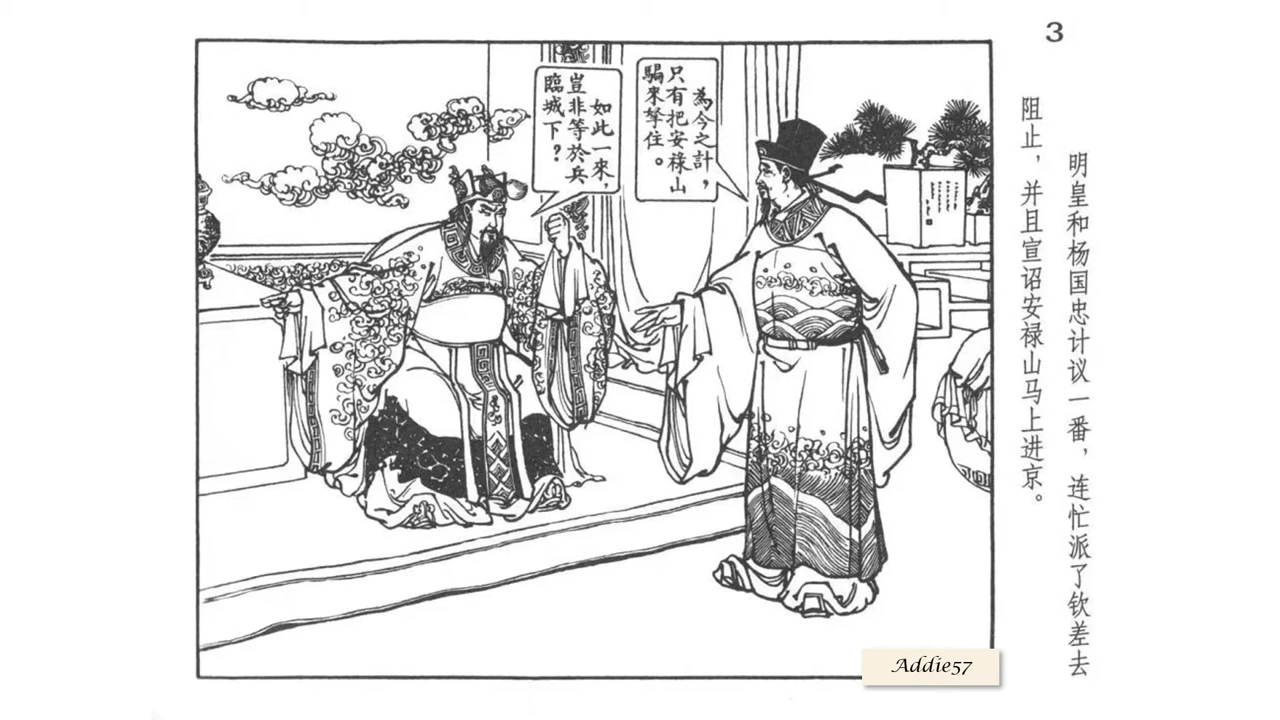 3
明皇和杨国忠计议一番，连忙派了钦差去
阻止，并且宣诏安禄山马上进京。
為今之計，
只有把安禄山
騙來拏住。
如此一來，
豈非等於兵
臨城下？
Addie57